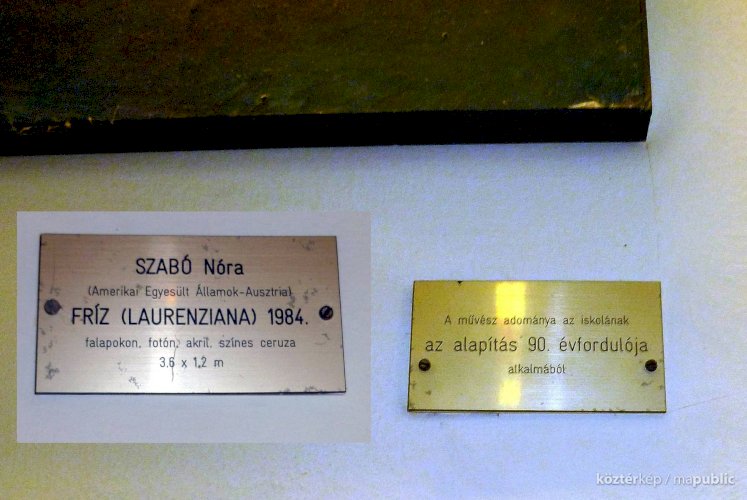 SZABÓ Nóra
(Amerikai Egyesült Államok-Ausztria)
FRÍZ (LAURENZIANA) 1984.
falapokon, fotón, akril, színes ceruza
3,6 x 1,2 m
A művész adománya az iskolának
az alapítás 90. évfordulója
alkalmából
köztérkép / mapublic